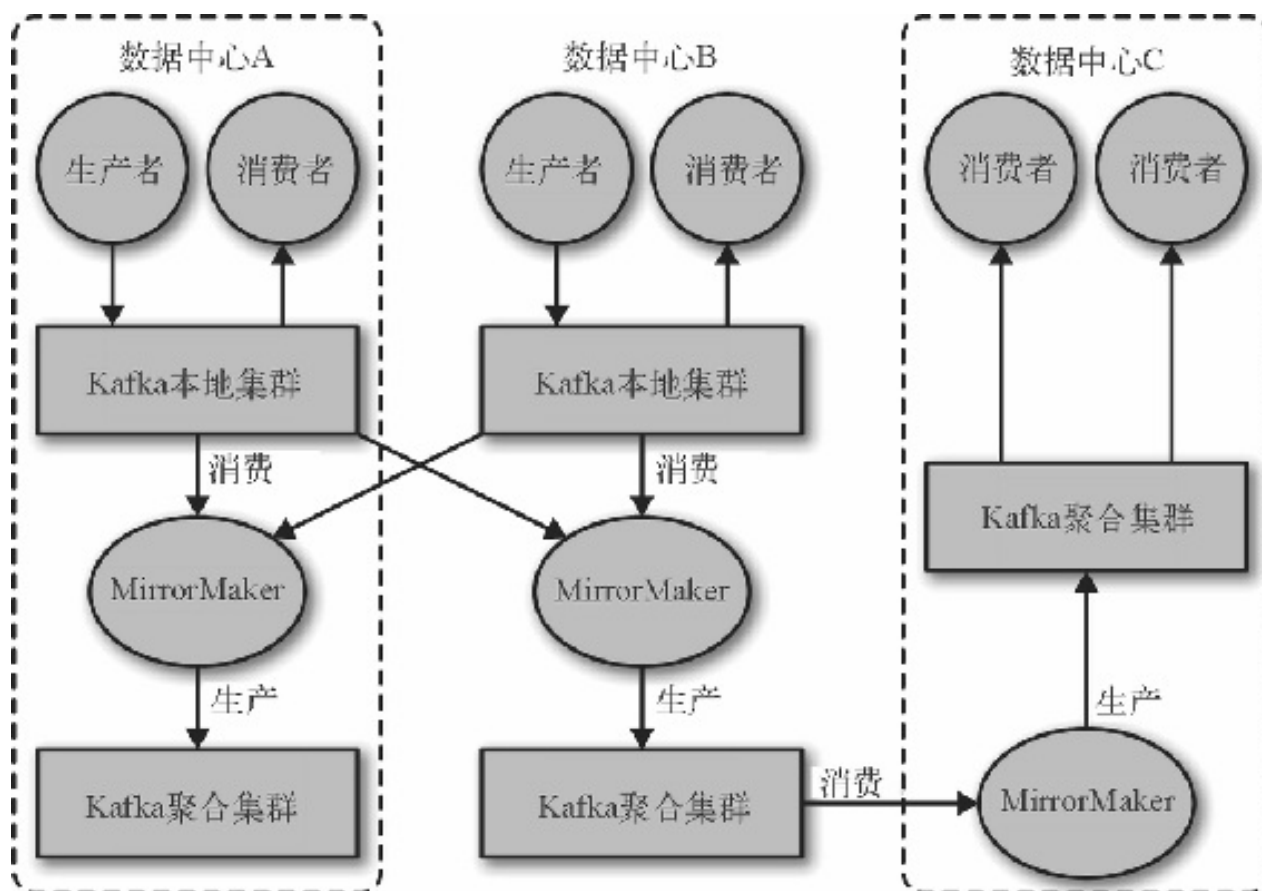 数据中心A
数据中心B
数据中心C
生产者
消费者
生产者
消费者
消费者
消费者
Kafka本地集群
Kafka本地集群
消费
消费
Kafka聚合集群
MirrorMaker
MirrorMaker
生产
生产
生产
Kafka聚合集群
Kafka聚合集群
消费
MirrorMaker